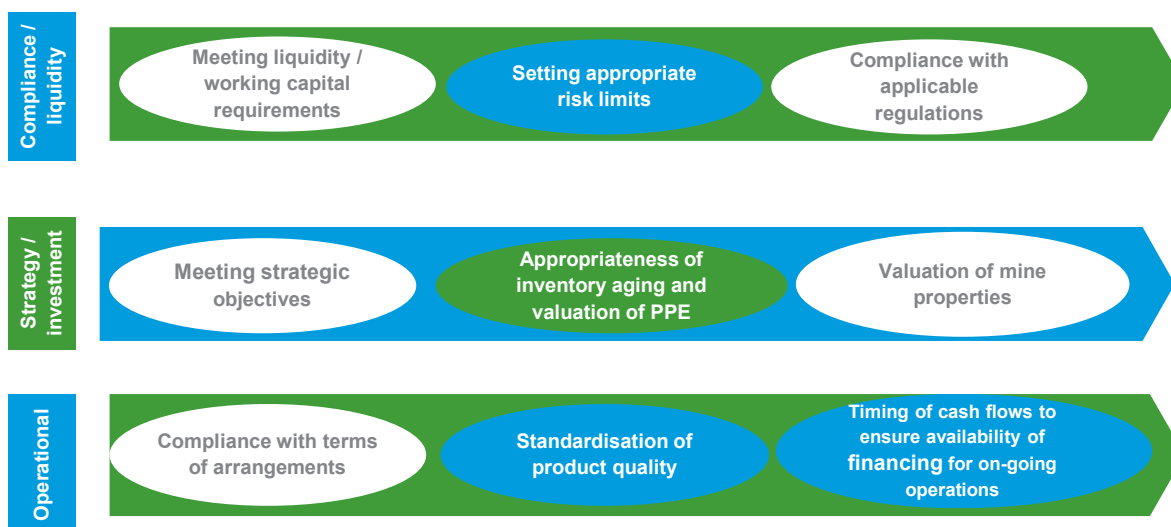 Compliance /
liquidity
Meeting liquidity /
working capital
requirements
Setting appropriate
risk limits
Compliance with
applicable
regulations
Strategy /
investment
Meeting strategic
objectives
Appropriateness of
inventory aging and
valuation of PPE
Valuation of mine
properties
Operational
Compliance with terms
of arrangements
Standardisation of
product quality
Timing of cash flows to
ensure availability of
financing for on-going
operations